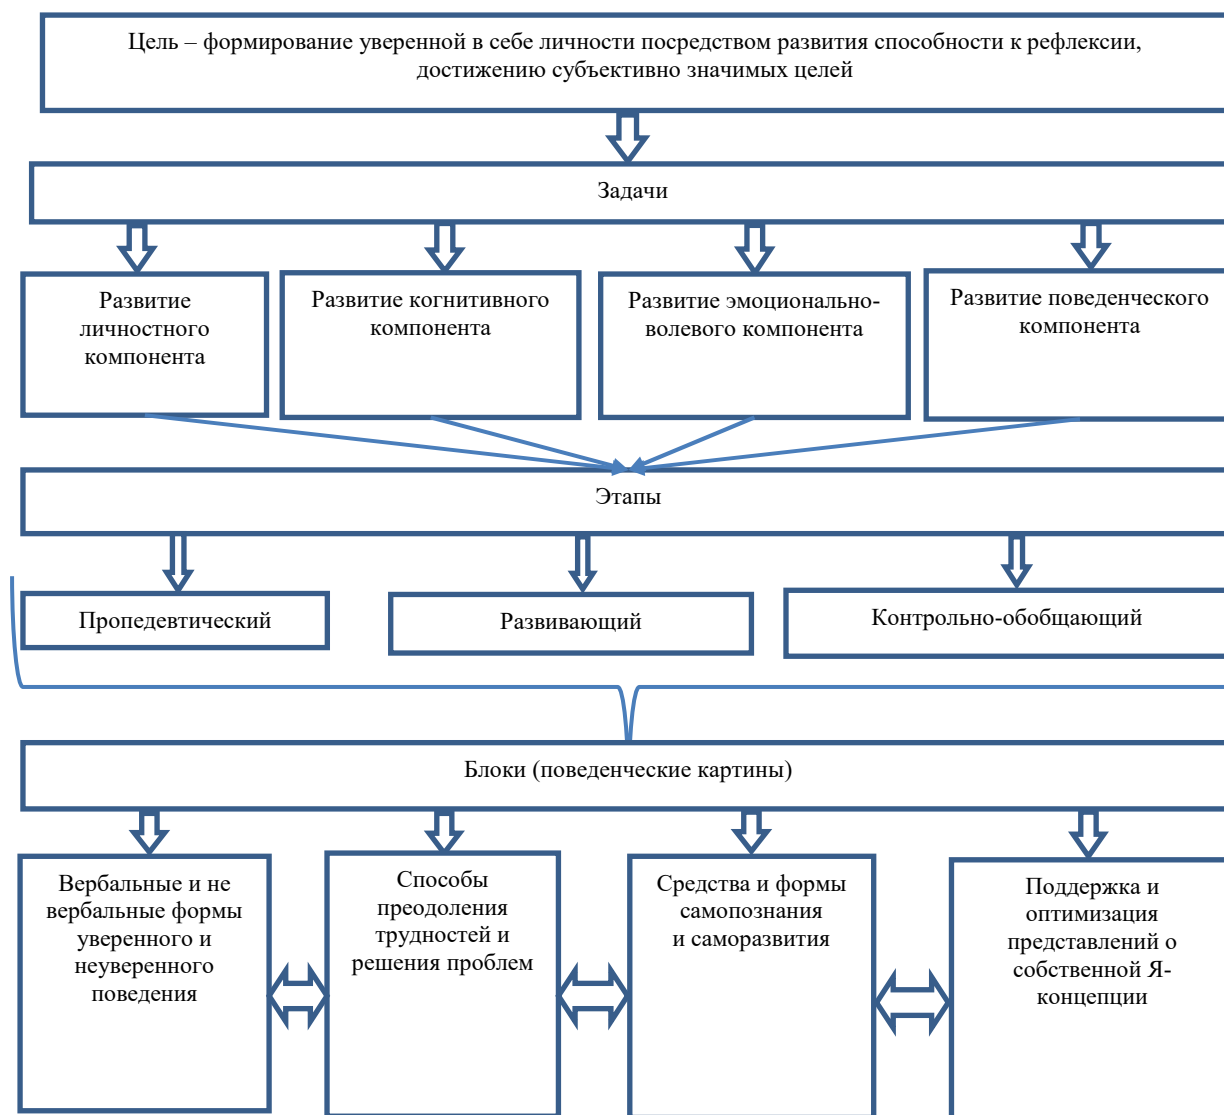 Цель – формирование уверенной в себе личности посредством развития способности к рефлексии,
достижению субъективно значимых целей
Задачи
Развитие
личностного
компонента
Развитие когнитивного
компонента
Развитие эмоционально-
волевого компонента
Развитие поведенческого
компонента
Этапы
Пропедевтический
Развивающий
Контрольно-обобщающий
Блоки (поведенческие картины)
Вербальные и не
вербальные формы
уверенного и
неуверенного
поведения
Способы
преодоления
трудностей и
решения проблем
Средства и формы
самопознания
и саморазвития
Поддержка и
оптимизация
представлений о
собственной Я-
концепции